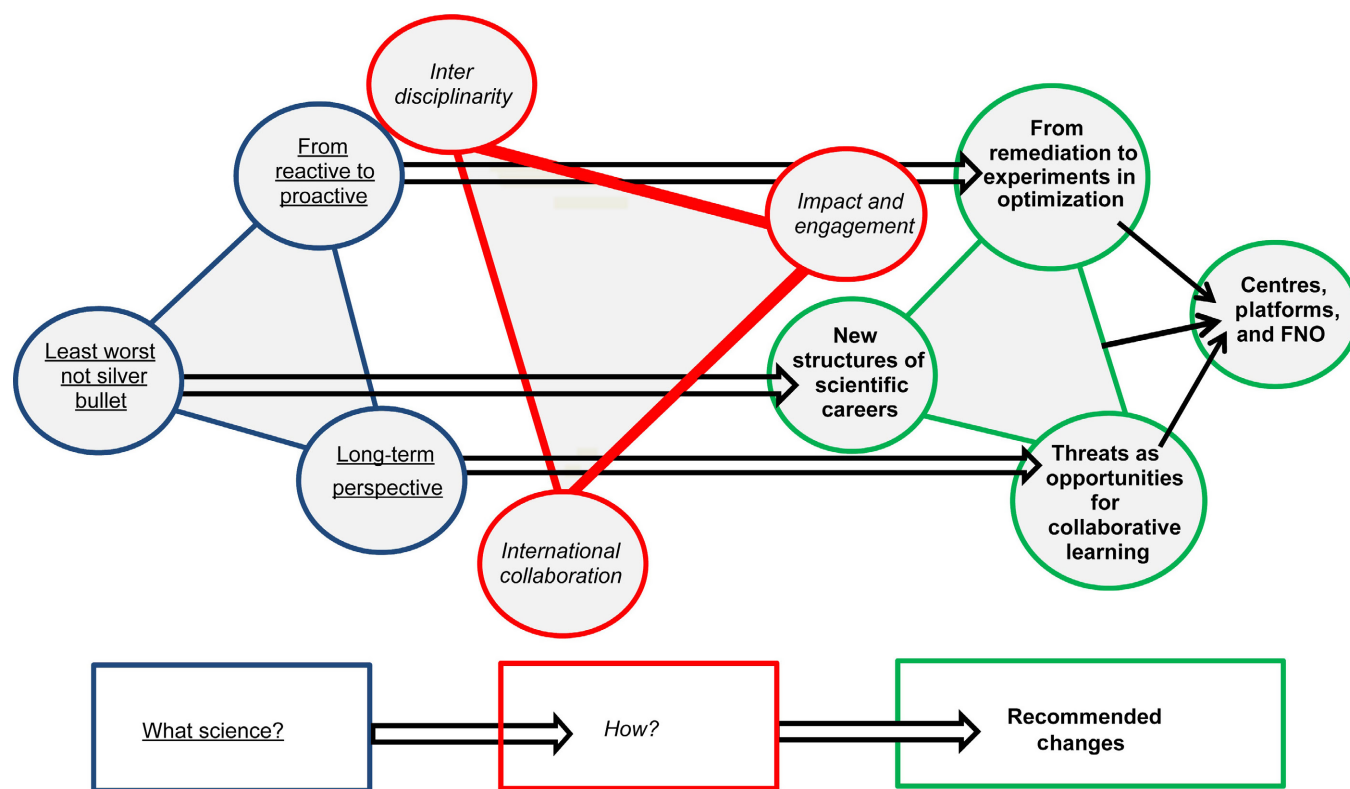 Inter
disciplinarity
From
reactive to
proactive
Impact and
engagement
From
remediation to
experiments in
optimization
Least worst
not silver
bullet
New
structures of
scientific
careers
Centres,
platforms,
and FNO
Long-term
perspective
International
collaboration
Threats as
opportunities
for
collaborative
learning
What science?
How?
Recommended
changes